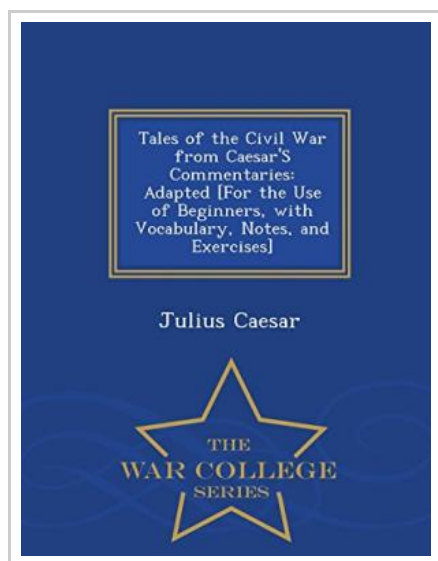 Tales of the Civil War
from Caesar'S
Commentaries:
Adapted [For the Use
of Beginners, with
Vocabulary, Notes, and
Exercises]
Julius Caesar
THE
WAR COLLEGE
SERIES